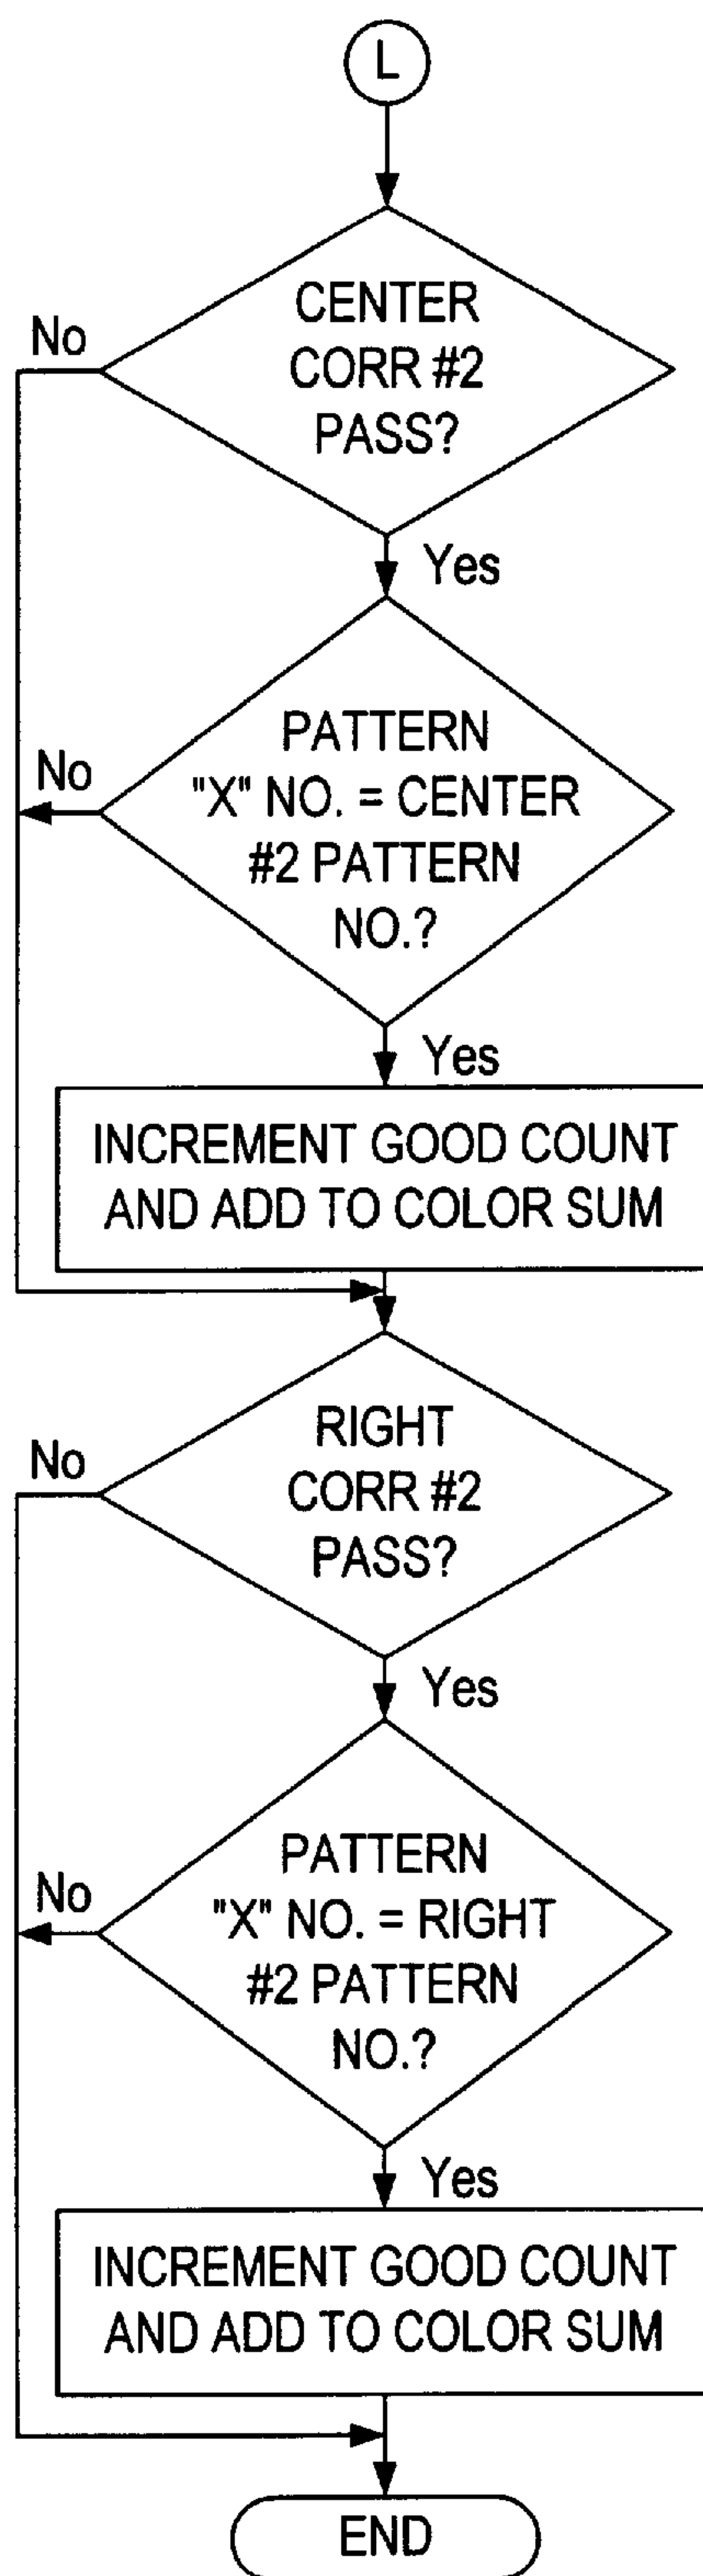 L
CENTER
CORR #2
PASS?
No
Yes
PATTERN
"X" NO. = CENTER
#2 PATTERN
NO.?
No
Yes
INCREMENT GOOD COUNT
AND ADD TO COLOR SUM
RIGHT
CORR #2
PASS?
No
Yes
PATTERN
"X" NO. = RIGHT
#2 PATTERN
NO.?
No
Yes
INCREMENT GOOD COUNT
AND ADD TO COLOR SUM
END